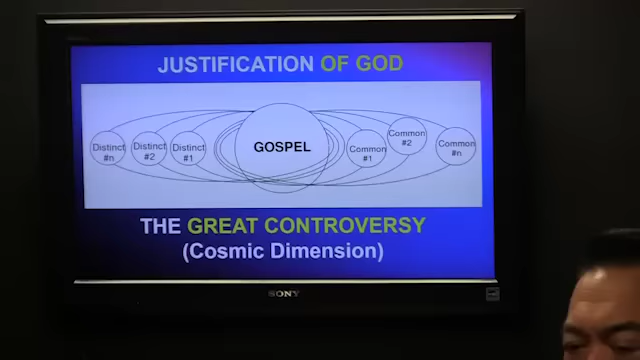 JUSTIFICATION OF GOD
Distinct #n
Distinct #2
Distinct #1
GOSPEL
Common #1
Common #2
Common #n
THE GREAT CONTROVERSY
(Cosmic Dimension)
SONY